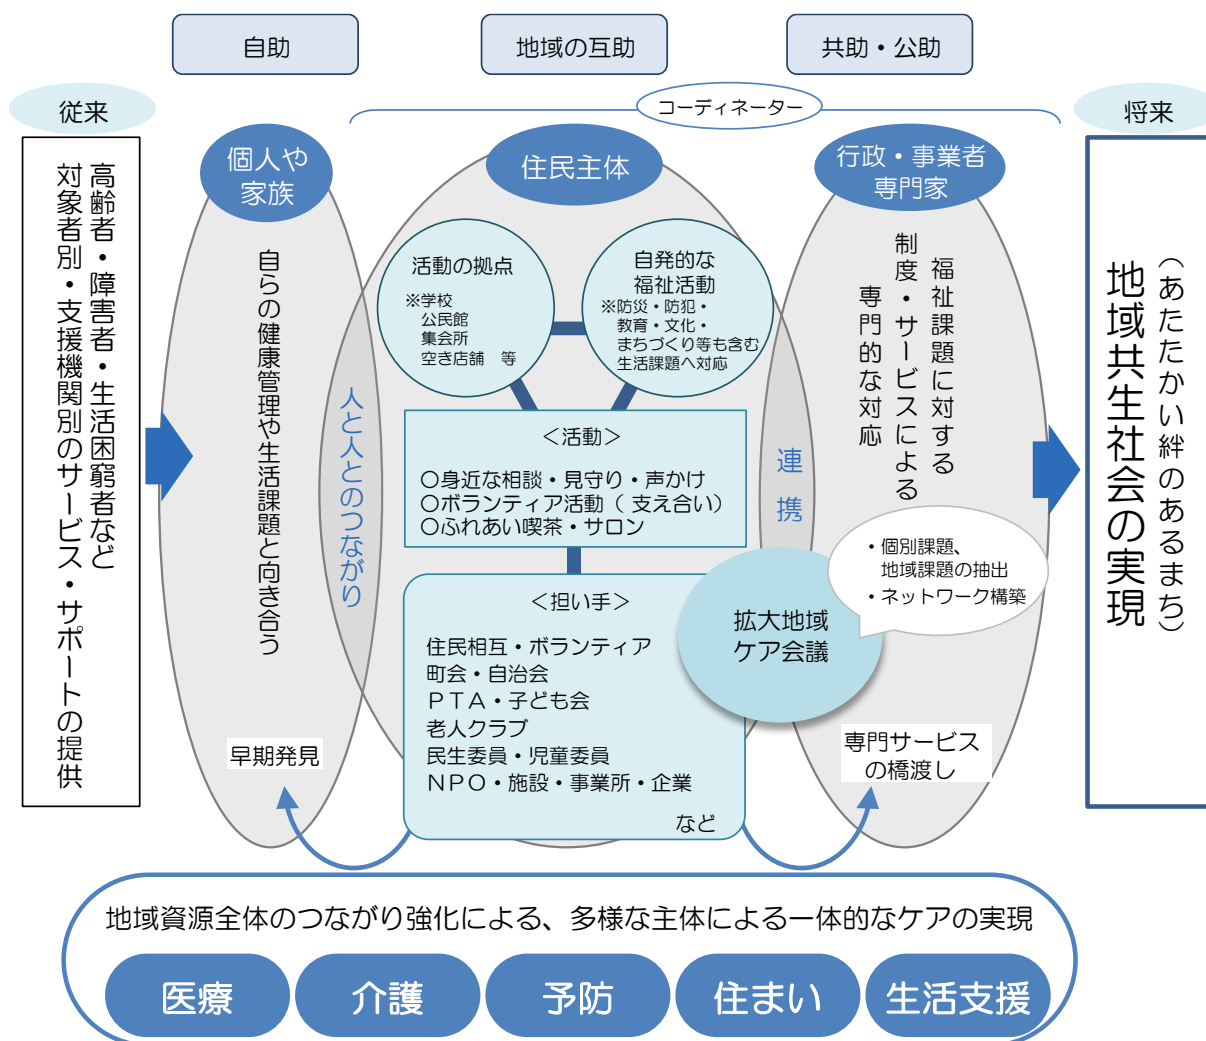 自助
地域の互助
共助・公助
コーディネーター
従来
高齢者・障害者・生活困窮者など
対象者別・支援機関別のサービス・サポートの提供
個人や
家族
自らの健康管理や生活課題と向き合う
早期発見
人と人とのつながり
住民主体
活動の拠点
※学校
公民館
集会所
空き店舗　等
自発的な
福祉活動
※防災・防犯・
教育・文化・
まちづくり等も含む
生活課題へ対応
＜活動＞
○身近な相談・見守り・声かけ
○ボランティア活動（ 支え合い）
○ふれあい喫茶・サロン
＜担い手＞
住民相互・ボランティア
町会・自治会
ＰＴＡ・子ども会
老人クラブ
民生委員・児童委員
ＮＰＯ・施設・事業所・企業
など
連携
拡大地域
ケア会議
・個別課題、
地域課題の抽出
・ネットワーク構築
行政・事業者
専門家
福祉課題に対する
制度・サービスによる
専門的な対応
専門サービス
の橋渡し
将来
（あたたかい絆のあるまち）
地域共生社会の実現
地域資源全体のつながり強化による、多様な主体による一体的なケアの実現
医療
介護
予防
住まい
生活支援